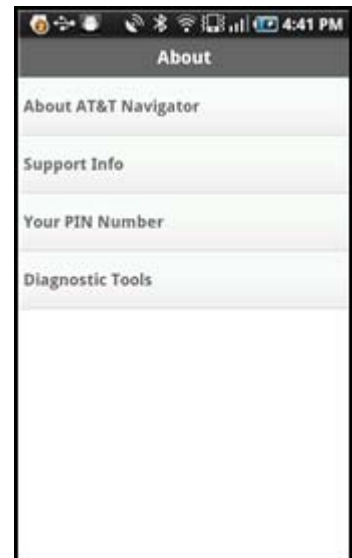 4:41 PM
About
About AT&T Navigator
Support Info
Your PIN Number
Diagnostic Tools